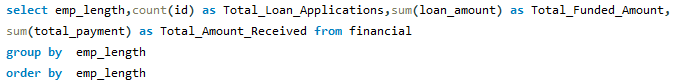 select emp_length,count(id) as Total_Loan_Applications,sum(loan_amount) as Total_Funded_Amount,
sum(total_payment) as Total_Amount_Received from financial
group by  emp_length
order by  emp_length